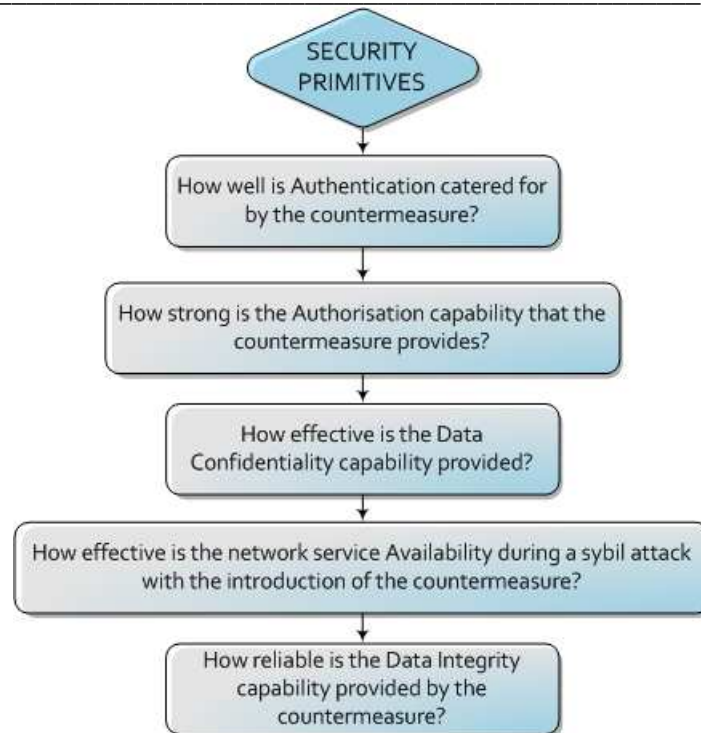 SECURITY
PRIMITIVES
How well is Authentication catered for
by the countermeasure?
How strong is the Authorisation capability that the
countermeasure provides?
How effective is the Data
Confidentiality capability provided?
How effective is the network service Availability during a sybil attack
with the introduction of the countermeasure?
How reliable is the Data Integrity
capability provided by the
countermeasure?